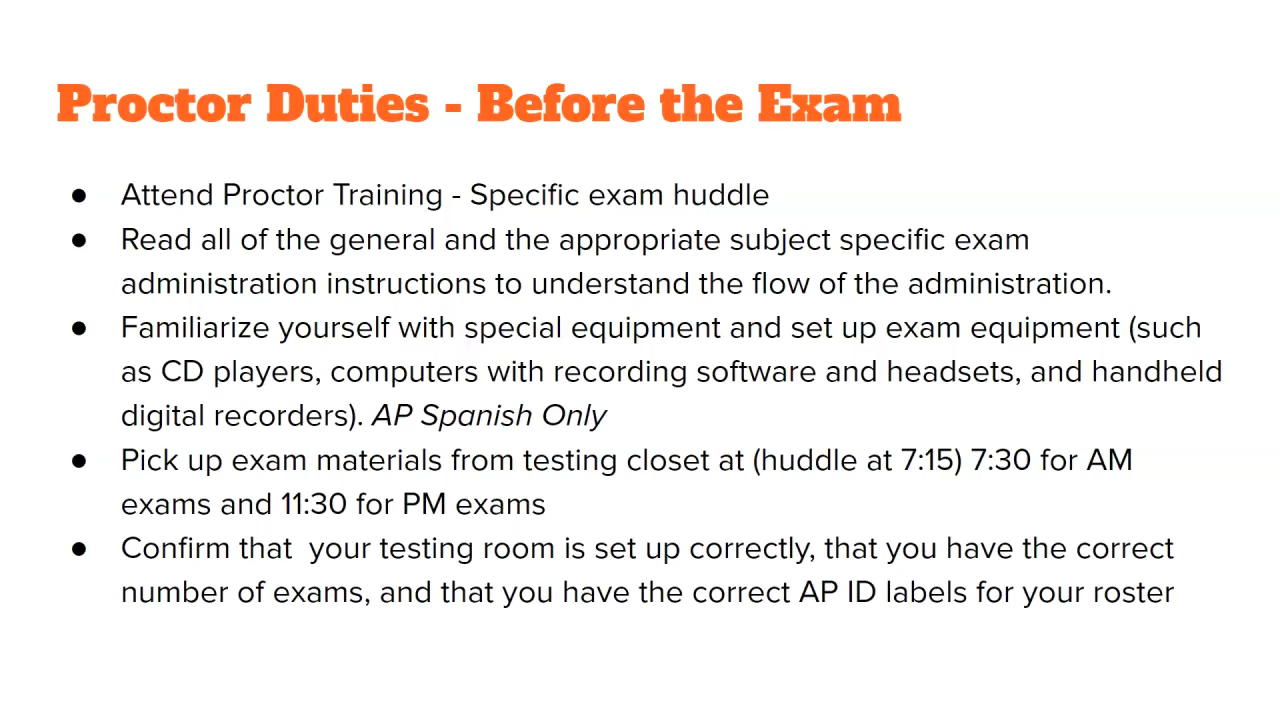 Proctor Duties - Before the Exam
● Attend Proctor Training - Specific exam huddle
● Read all of the general and the appropriate subject specific exam
administration instructions to understand the flow of the administration.
● Familiarize yourself with special equipment and set up exam equipment (such
as CD players, computers with recording software and headsets, and handheld
digital recorders). AP Spanish Only
● Pick up exam materials from testing closet at (huddle at 7:15) 7:30 for AM
exams and 11:30 for PM exams
● Confirm that  your testing room is set up correctly, that you have the correct
number of exams, and that you have the correct AP ID labels for your roster